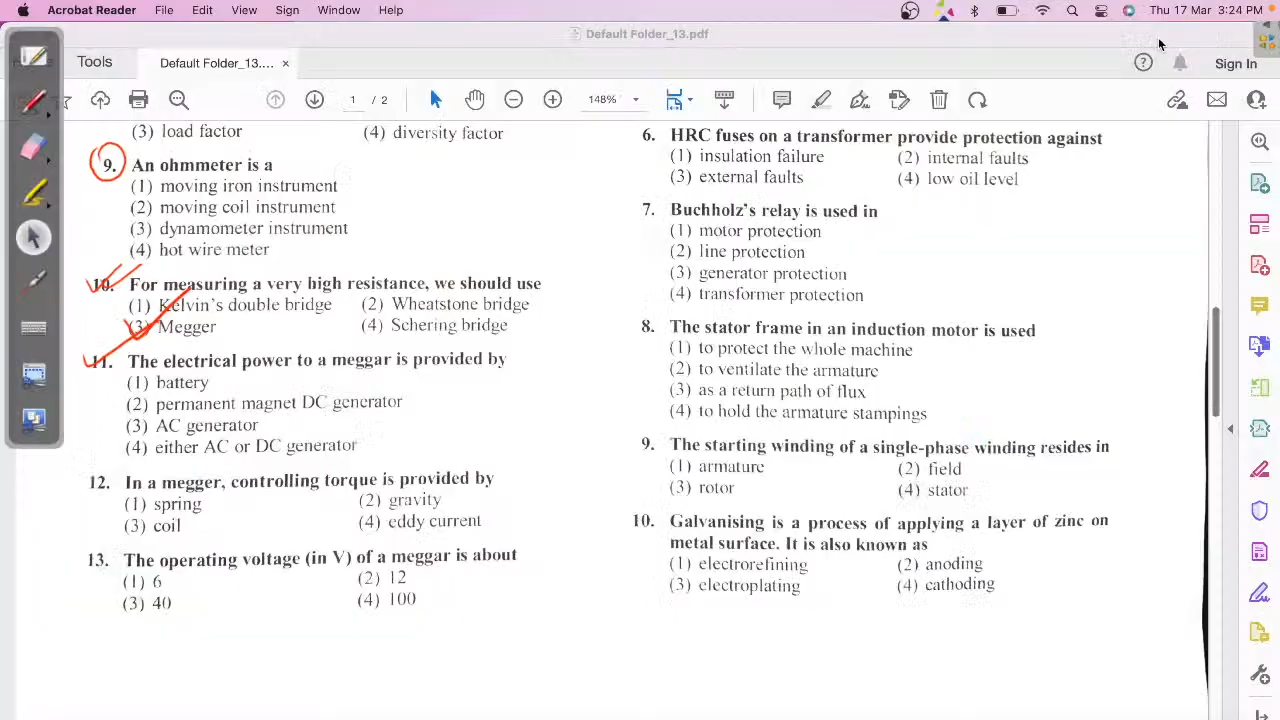 Acrobat Reader File Edit View Sign Window Help Thu 17 Mar 3:24 PM
Default Folder_13.pdf
Tools Default Folder_13.... × Sign In
1 / 2 148%
(3) load factor (4) diversity factor
9. An ohmmeter is a
(1) moving iron instrument
(2) moving coil instrument
(3) dynamometer instrument
(4) hot wire meter
10. For measuring a very high resistance, we should use
(1) Kelvin's double bridge (2) Wheatstone bridge
(3) Megger (4) Schering bridge
11. The electrical power to a meggar is provided by
(1) battery
(2) permanent magnet DC generator
(3) AC generator
(4) either AC or DC generator
12. In a megger, controlling torque is provided by
(1) spring (2) gravity
(3) coil (4) eddy current
13. The operating voltage (in V) of a meggar is about
(1) 6 (2) 12
(3) 40 (4) 100
6. HRC fuses on a transformer provide protection against
(1) insulation failure (2) internal faults
(3) external faults (4) low oil level
7. Buchholz's relay is used in
(1) motor protection
(2) line protection
(3) generator protection
(4) transformer protection
8. The stator frame in an induction motor is used
(1) to protect the whole machine
(2) to ventilate the armature
(3) as a return path of flux
(4) to hold the armature stampings
9. The starting winding of a single-phase winding resides in
(1) armature (2) field
(3) rotor (4) stator
10. Galvanising is a process of applying a layer of zinc on
metal surface. It is also known as
(1) electrorefining (2) anoding
(3) electroplating (4) cathoding